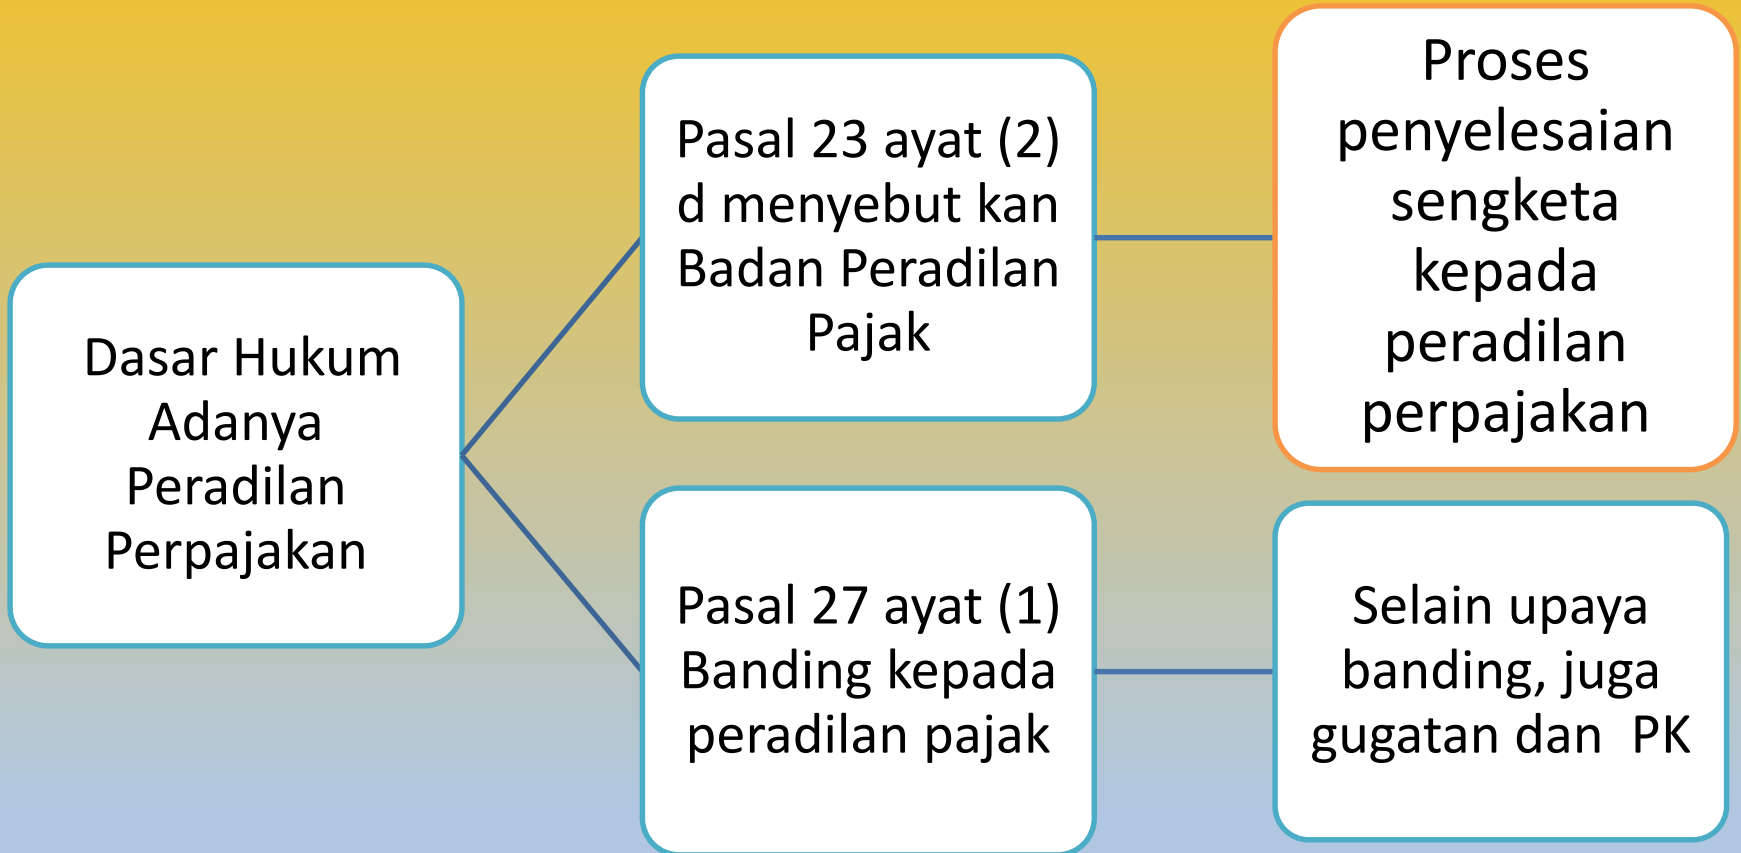 Dasar Hukum
Adanya
Peradilan
Perpajakan
Pasal 23 ayat (2)
d menyebut kan
Badan Peradilan
Pajak
Proses
penyelesaian
sengketa
kepada
peradilan
perpajakan
Pasal 27 ayat (1)
Banding kepada
peradilan pajak
Selain upaya
banding, juga
gugatan dan  PK